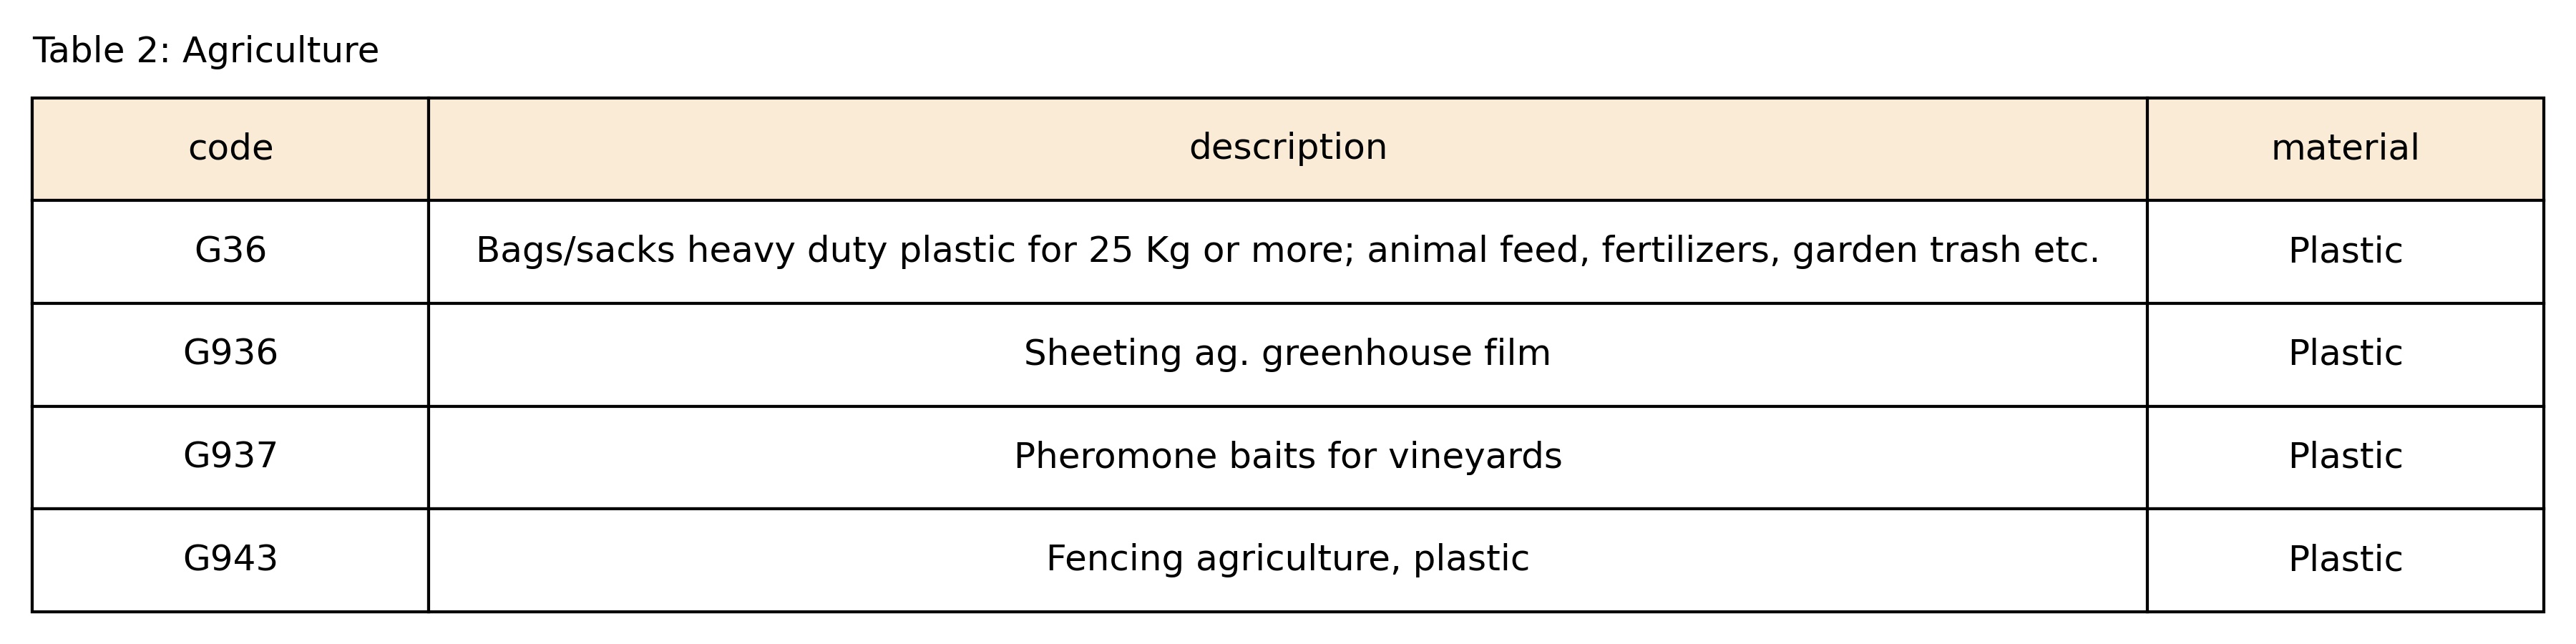 Table 2: Agriculture
code description material
G36 Bags/sacks heavy duty plastic for 25 Kg or more; animal feed, fertilizers, garden trash etc. Plastic
G936 Sheeting ag. greenhouse film Plastic
G937 Pheromone baits for vineyards Plastic
G943 Fencing agriculture, plastic Plastic